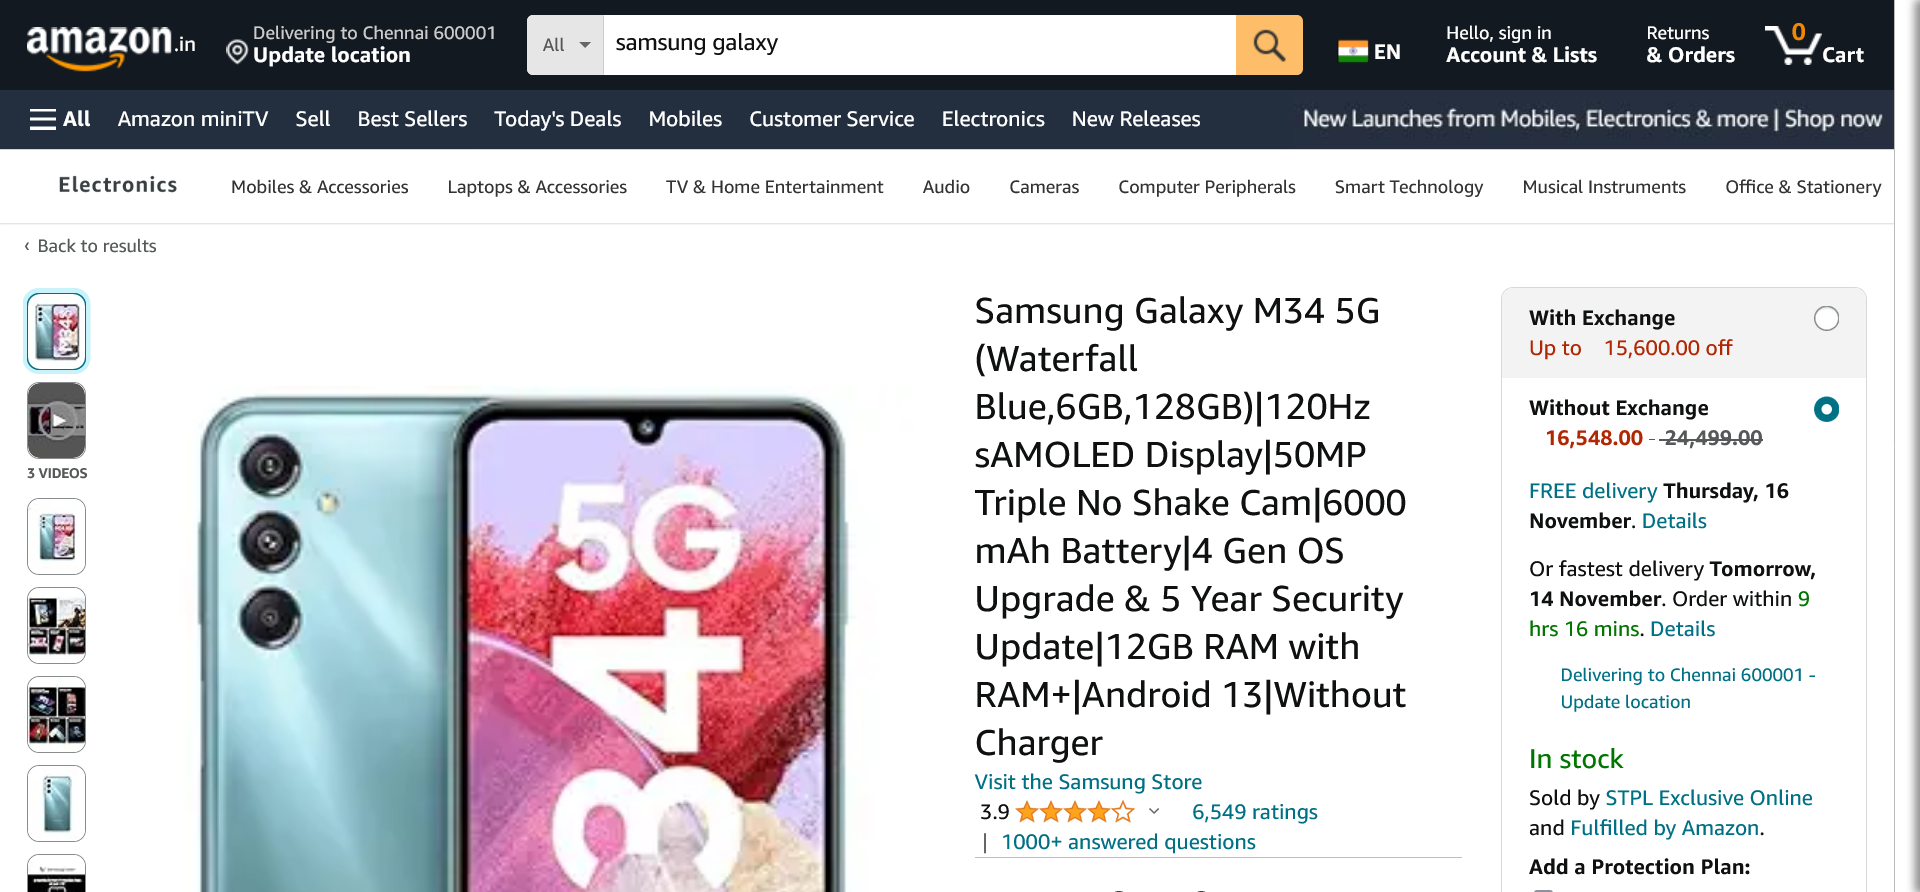 amazon.in
Delivering to Chennai 600001
Update location
All
samsung galaxy
EN
Hello, sign in
Account & Lists
Returns
& Orders
0
Cart
All
Amazon miniTV
Sell
Best Sellers
Today's Deals
Mobiles
Customer Service
Electronics
New Releases
New Launches from Mobiles, Electronics & more | Shop now
Electronics
Mobiles & Accessories
Laptops & Accessories
TV & Home Entertainment
Audio
Cameras
Computer Peripherals
Smart Technology
Musical Instruments
Office & Stationery
‹ Back to results
3 VIDEOS
5G
34
Samsung Galaxy M34 5G
(Waterfall
Blue,6GB,128GB)|120Hz
sAMOLED Display|50MP
Triple No Shake Cam|6000
mAh Battery|4 Gen OS
Upgrade & 5 Year Security
Update|12GB RAM with
RAM+|Android 13|Without
Charger
Visit the Samsung Store
3.9
6,549 ratings
| 1000+ answered questions
With Exchange
Up to 15,600.00 off
Without Exchange
16,548.00 - 24,499.00
FREE delivery Thursday, 16
November. Details
Or fastest delivery Tomorrow,
14 November. Order within 9
hrs 16 mins. Details
Delivering to Chennai 600001 -
Update location
In stock
Sold by STPL Exclusive Online
and Fulfilled by Amazon.
Add a Protection Plan: